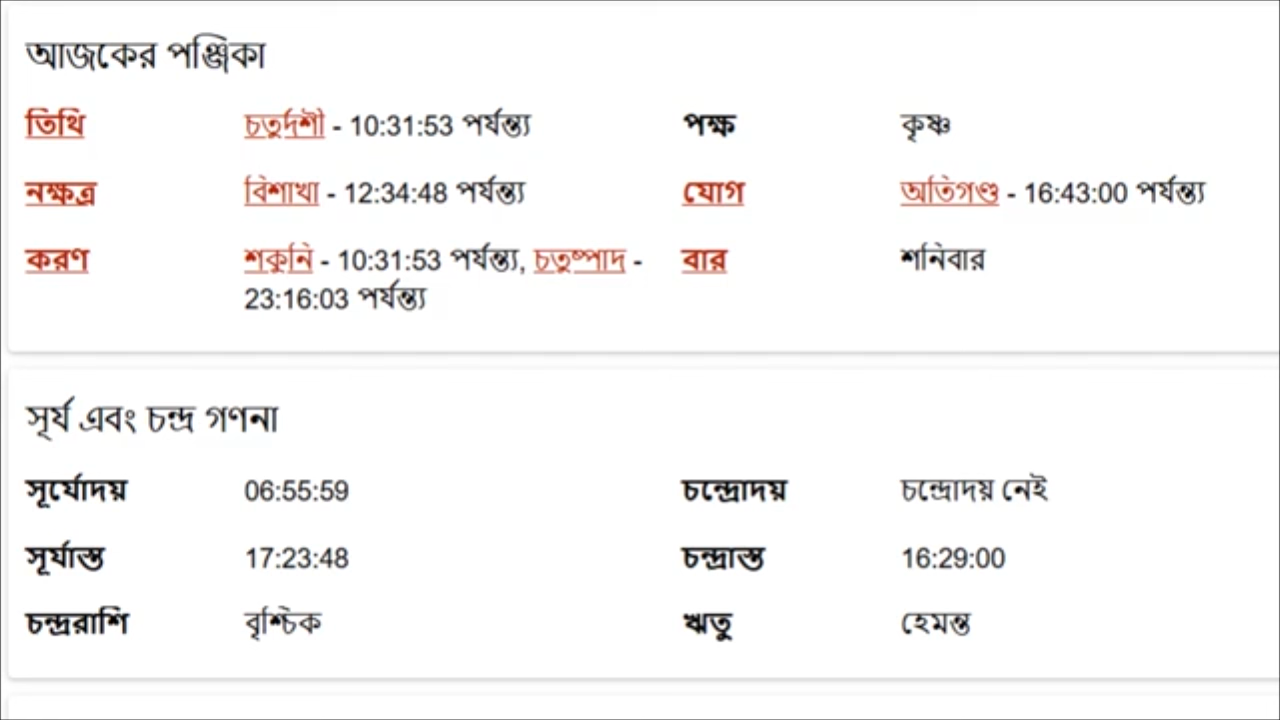 আজকের পঞ্জিকা
তিথি চতুর্দশী - 10:31:53 পর্যন্ত্য পক্ষ কৃষ্ণ
নক্ষত্র বিশাখা - 12:34:48 পর্যন্ত্য যোগ অতিগণ্ড - 16:43:00 পর্যন্ত্য
করণ শকুনি - 10:31:53 পর্যন্ত্য, চতুষ্পাদ - বার শনিবার
23:16:03 পর্যন্ত্য
সূর্য এবং চন্দ্র গণনা
সূর্যোদয় 06:55:59 চন্দ্রোদয় চন্দ্রোদয় নেই
সূর্যাস্ত 17:23:48 চন্দ্রাস্ত 16:29:00
চন্দ্ররাশি বৃশ্চিক ঋতু হেমন্ত